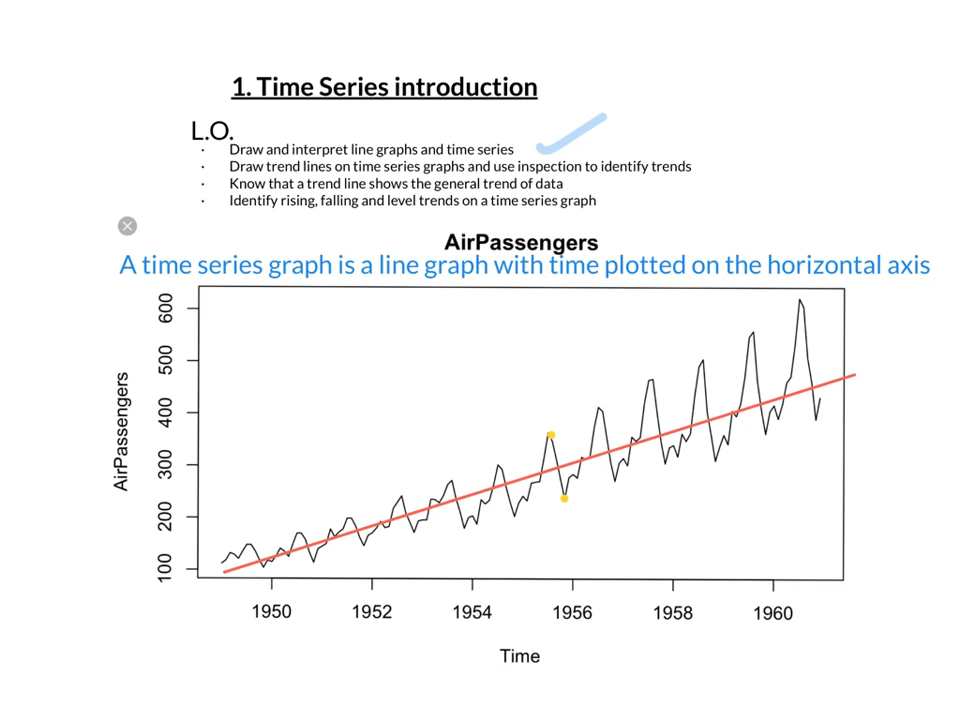 1. Time Series introduction
L.O.
· Draw and interpret line graphs and time series
· Draw trend lines on time series graphs and use inspection to identify trends
· Know that a trend line shows the general trend of data
· Identify rising, falling and level trends on a time series graph
AirPassengers
A time series graph is a line graph with time plotted on the horizontal axis
600
500
400
300
200
100
AirPassengers
1950 1952 1954 1956 1958 1960
Time